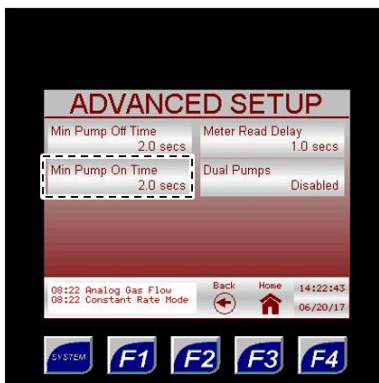 ADVANCED SETUP
Min Pump Off Time
2.0 secs
Meter Read Delay
1.0 secs
Min Pump On Time
2.0 secs
Dual Pumps
Disabled
08:22 Analog Gas Flow
08:22 Constant Rate Mode
Back
Home
14:22:43
06/20/17
SYSTEM
F1
F2
F3
F4